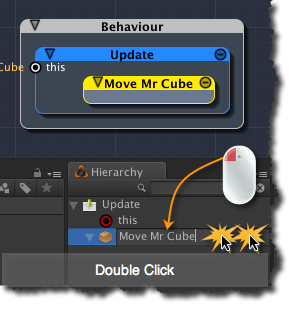 Behaviour
Update
Cube
this
Move Mr Cube
Hierarchy
Update
this
Move Mr Cube
Double Click